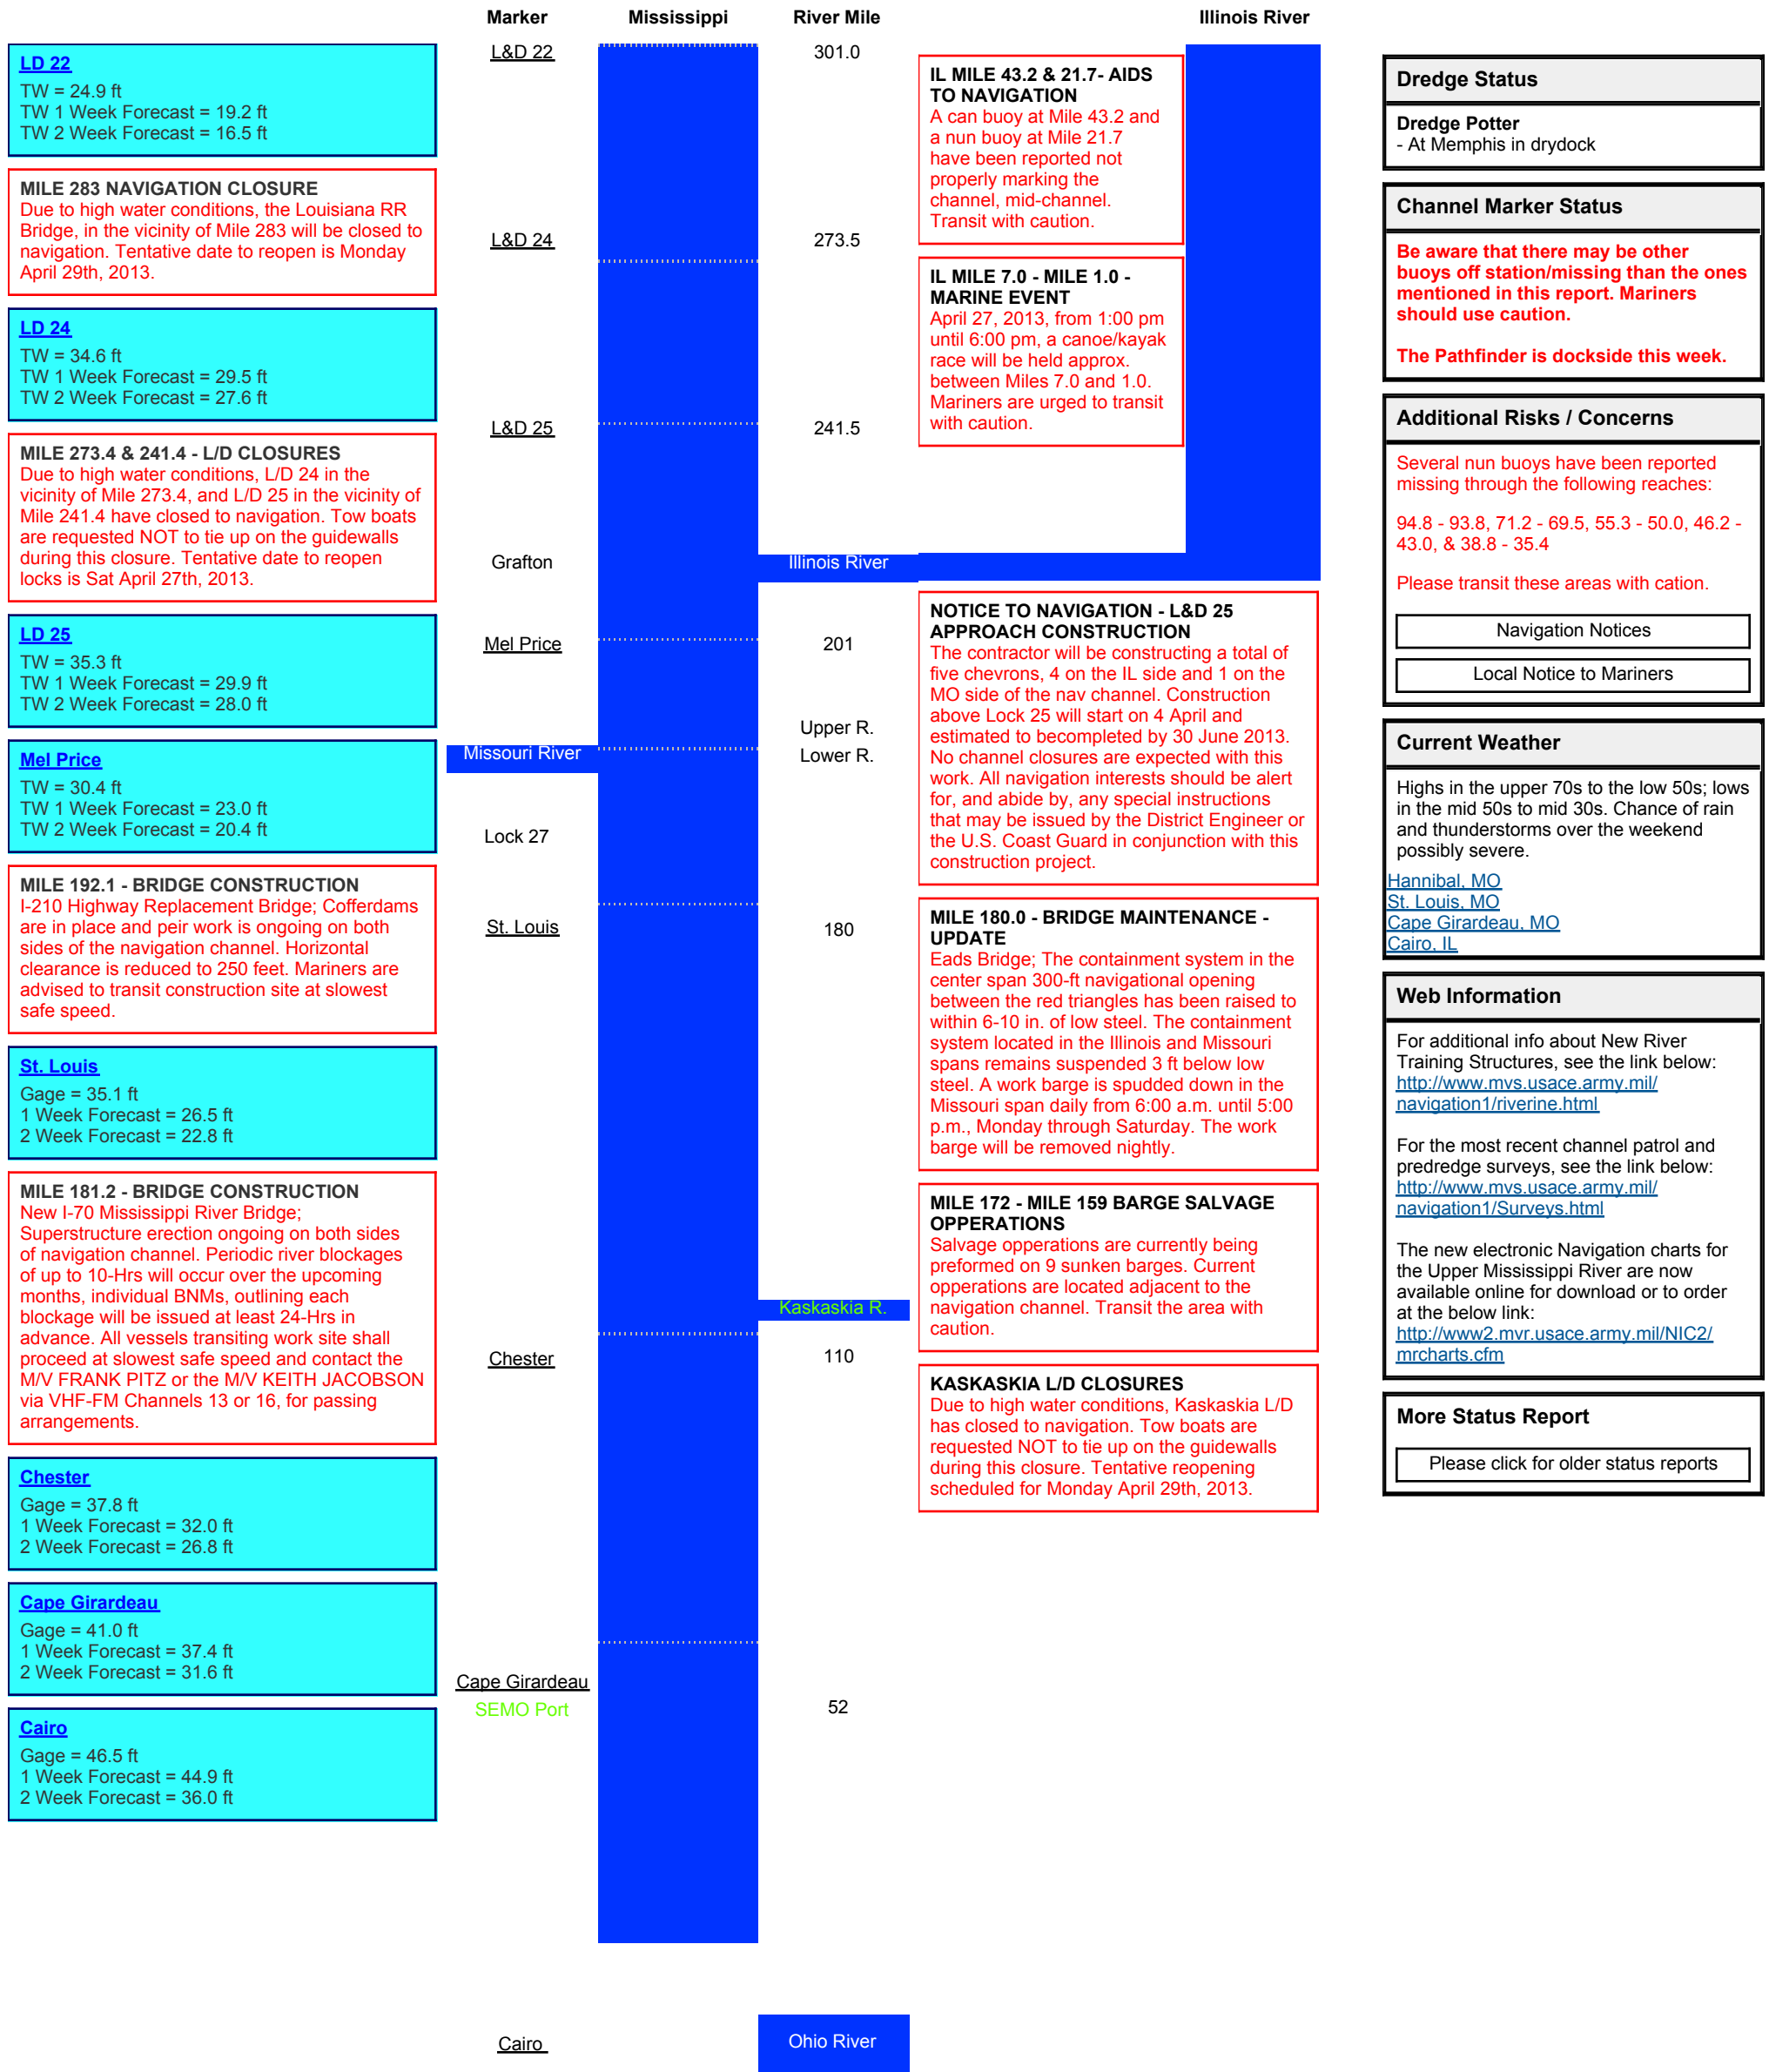 Marker
Mississippi
River Mile
Illinois River
LD 22
TW = 24.9 ft
TW 1 Week Forecast = 19.2 ft
TW 2 Week Forecast = 16.5 ft
MILE 283 NAVIGATION CLOSURE
Due to high water conditions, the Louisiana RR
Bridge, in the vicinity of Mile 283 will be closed to
navigation. Tentative date to reopen is Monday
April 29th, 2013.
LD 24
TW = 34.6 ft
TW 1 Week Forecast = 29.5 ft
TW 2 Week Forecast = 27.6 ft
MILE 273.4 & 241.4 - L/D CLOSURES
Due to high water conditions, L/D 24 in the
vicinity of Mile 273.4, and L/D 25 in the vicinity of
Mile 241.4 have closed to navigation. Tow boats
are requested NOT to tie up on the guidewalls
during this closure. Tentative date to reopen
locks is Sat April 27th, 2013.
LD 25
TW = 35.3 ft
TW 1 Week Forecast = 29.9 ft
TW 2 Week Forecast = 28.0 ft
Mel Price
TW = 30.4 ft
TW 1 Week Forecast = 23.0 ft
TW 2 Week Forecast = 20.4 ft
MILE 192.1 - BRIDGE CONSTRUCTION
I-210 Highway Replacement Bridge; Cofferdams
are in place and peir work is ongoing on both
sides of the navigation channel. Horizontal
clearance is reduced to 250 feet. Mariners are
advised to transit construction site at slowest
safe speed.
St. Louis
Gage = 35.1 ft
1 Week Forecast = 26.5 ft
2 Week Forecast = 22.8 ft
MILE 181.2 - BRIDGE CONSTRUCTION
New I-70 Mississippi River Bridge;
Superstructure erection ongoing on both sides
of navigation channel. Periodic river blockages
of up to 10-Hrs will occur over the upcoming
months, individual BNMs, outlining each
blockage will be issued at least 24-Hrs in
advance. All vessels transiting work site shall
proceed at slowest safe speed and contact the
M/V FRANK PITZ or the M/V KEITH JACOBSON
via VHF-FM Channels 13 or 16, for passing
arrangements.
Chester
Gage = 37.8 ft
1 Week Forecast = 32.0 ft
2 Week Forecast = 26.8 ft
Cape Girardeau
Gage = 41.0 ft
1 Week Forecast = 37.4 ft
2 Week Forecast = 31.6 ft
Cairo
Gage = 46.5 ft
1 Week Forecast = 44.9 ft
2 Week Forecast = 36.0 ft
L&D 22
301.0
L&D 24
273.5
L&D 25
241.5
Grafton
Illinois River
Mel Price
201
Upper R.
Missouri River
Lower R.
Lock 27
St. Louis
180
Kaskaskia R.
Chester
110
Cape Girardeau
SEMO Port
52
Cairo
Ohio River
IL MILE 43.2 & 21.7- AIDS
TO NAVIGATION
A can buoy at Mile 43.2 and
a nun buoy at Mile 21.7
have been reported not
properly marking the
channel, mid-channel.
Transit with caution.
IL MILE 7.0 - MILE 1.0 -
MARINE EVENT
April 27, 2013, from 1:00 pm
until 6:00 pm, a canoe/kayak
race will be held approx.
between Miles 7.0 and 1.0.
Mariners are urged to transit
with caution.
NOTICE TO NAVIGATION - L&D 25
APPROACH CONSTRUCTION
The contractor will be constructing a total of
five chevrons, 4 on the IL side and 1 on the
MO side of the nav channel. Construction
above Lock 25 will start on 4 April and
estimated to becompleted by 30 June 2013.
No channel closures are expected with this
work. All navigation interests should be alert
for, and abide by, any special instructions
that may be issued by the District Engineer or
the U.S. Coast Guard in conjunction with this
construction project.
MILE 180.0 - BRIDGE MAINTENANCE -
UPDATE
Eads Bridge; The containment system in the
center span 300-ft navigational opening
between the red triangles has been raised to
within 6-10 in. of low steel. The containment
system located in the Illinois and Missouri
spans remains suspended 3 ft below low
steel. A work barge is spudded down in the
Missouri span daily from 6:00 a.m. until 5:00
p.m., Monday through Saturday. The work
barge will be removed nightly.
MILE 172 - MILE 159 BARGE SALVAGE
OPPERATIONS
Salvage opperations are currently being
preformed on 9 sunken barges. Current
opperations are located adjacent to the
navigation channel. Transit the area with
caution.
KASKASKIA L/D CLOSURES
Due to high water conditions, Kaskaskia L/D
has closed to navigation. Tow boats are
requested NOT to tie up on the guidewalls
during this closure. Tentative reopening
scheduled for Monday April 29th, 2013.
Dredge Status
Dredge Potter
- At Memphis in drydock
Channel Marker Status
Be aware that there may be other
buoys off station/missing than the ones
mentioned in this report. Mariners
should use caution.
The Pathfinder is dockside this week.
Additional Risks / Concerns
Several nun buoys have been reported
missing through the following reaches:
94.8 - 93.8, 71.2 - 69.5, 55.3 - 50.0, 46.2 -
43.0, & 38.8 - 35.4
Please transit these areas with cation.
Navigation Notices
Local Notice to Mariners
Current Weather
Highs in the upper 70s to the low 50s; lows
in the mid 50s to mid 30s. Chance of rain
and thunderstorms over the weekend
possibly severe.
Hannibal, MO
St. Louis, MO
Cape Girardeau, MO
Cairo, IL
Web Information
For additional info about New River
Training Structures, see the link below:
http://www.mvs.usace.army.mil/
navigation1/riverine.html
For the most recent channel patrol and
predredge surveys, see the link below:
http://www.mvs.usace.army.mil/
navigation1/Surveys.html
The new electronic Navigation charts for
the Upper Mississippi River are now
available online for download or to order
at the below link:
http://www2.mvr.usace.army.mil/NIC2/
mrcharts.cfm
More Status Report
Please click for older status reports